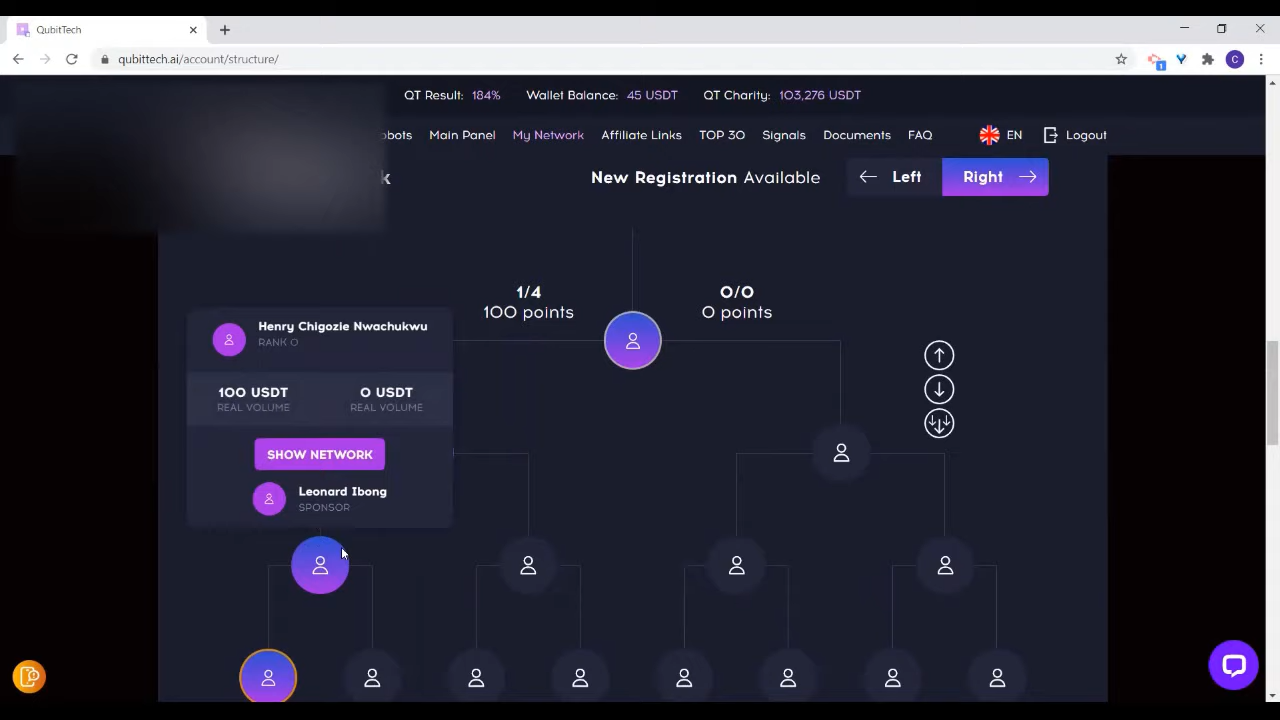 QubitTech
qubittech.ai/account/structure/
1
C
QT Result: 184% Wallet Balance: 45 USDT QT Charity: 103,276 USDT
obots Main Panel My Network Affiliate Links TOP 30 Signals Documents FAQ EN Logout
k
New Registration Available
Left
Right
1/4
100 points
0/0
0 points
Henry Chigozie Nwachukwu
RANK 0
100 USDT
REAL VOLUME
0 USDT
REAL VOLUME
SHOW NETWORK
Leonard Ibong
SPONSOR